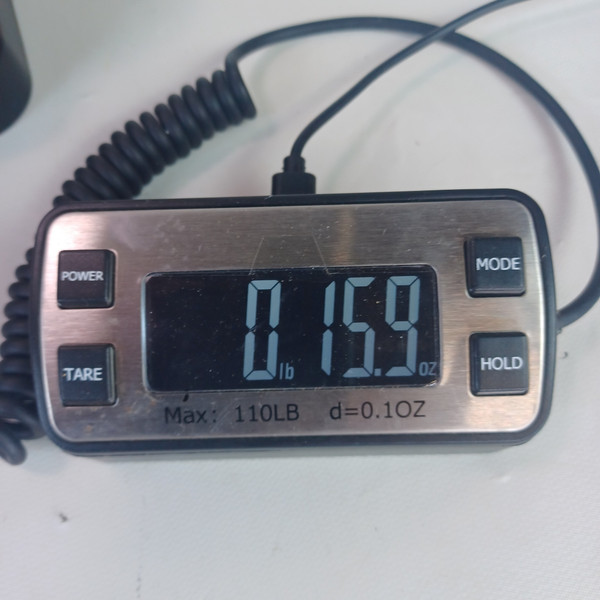 POWER
MODE
0 lb 15.9 oz
TARE
HOLD
Max: 110LB d=0.1OZ